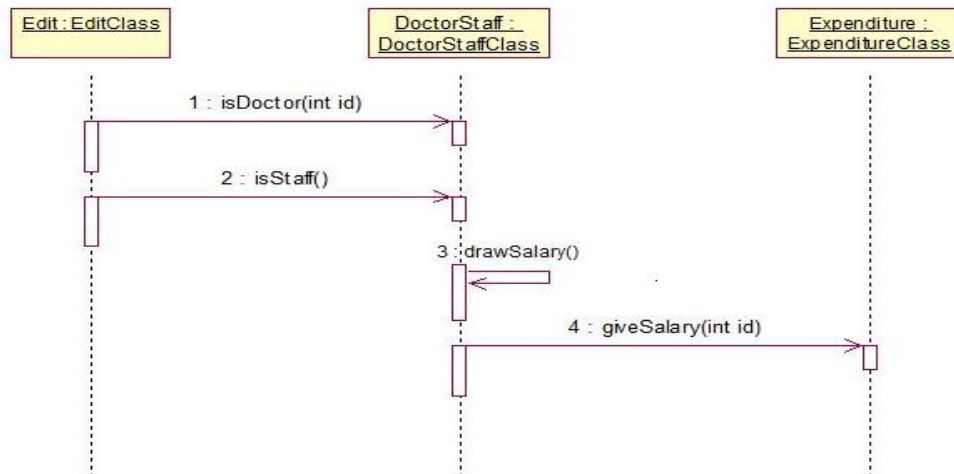 Edit : EditClass
DoctorStaff :
DoctorStaffClass
Expenditure :
ExpenditureClass
1 : isDoctor(int id)
2 : isStaff()
3 : drawSalary()
4 : giveSalary(int id)